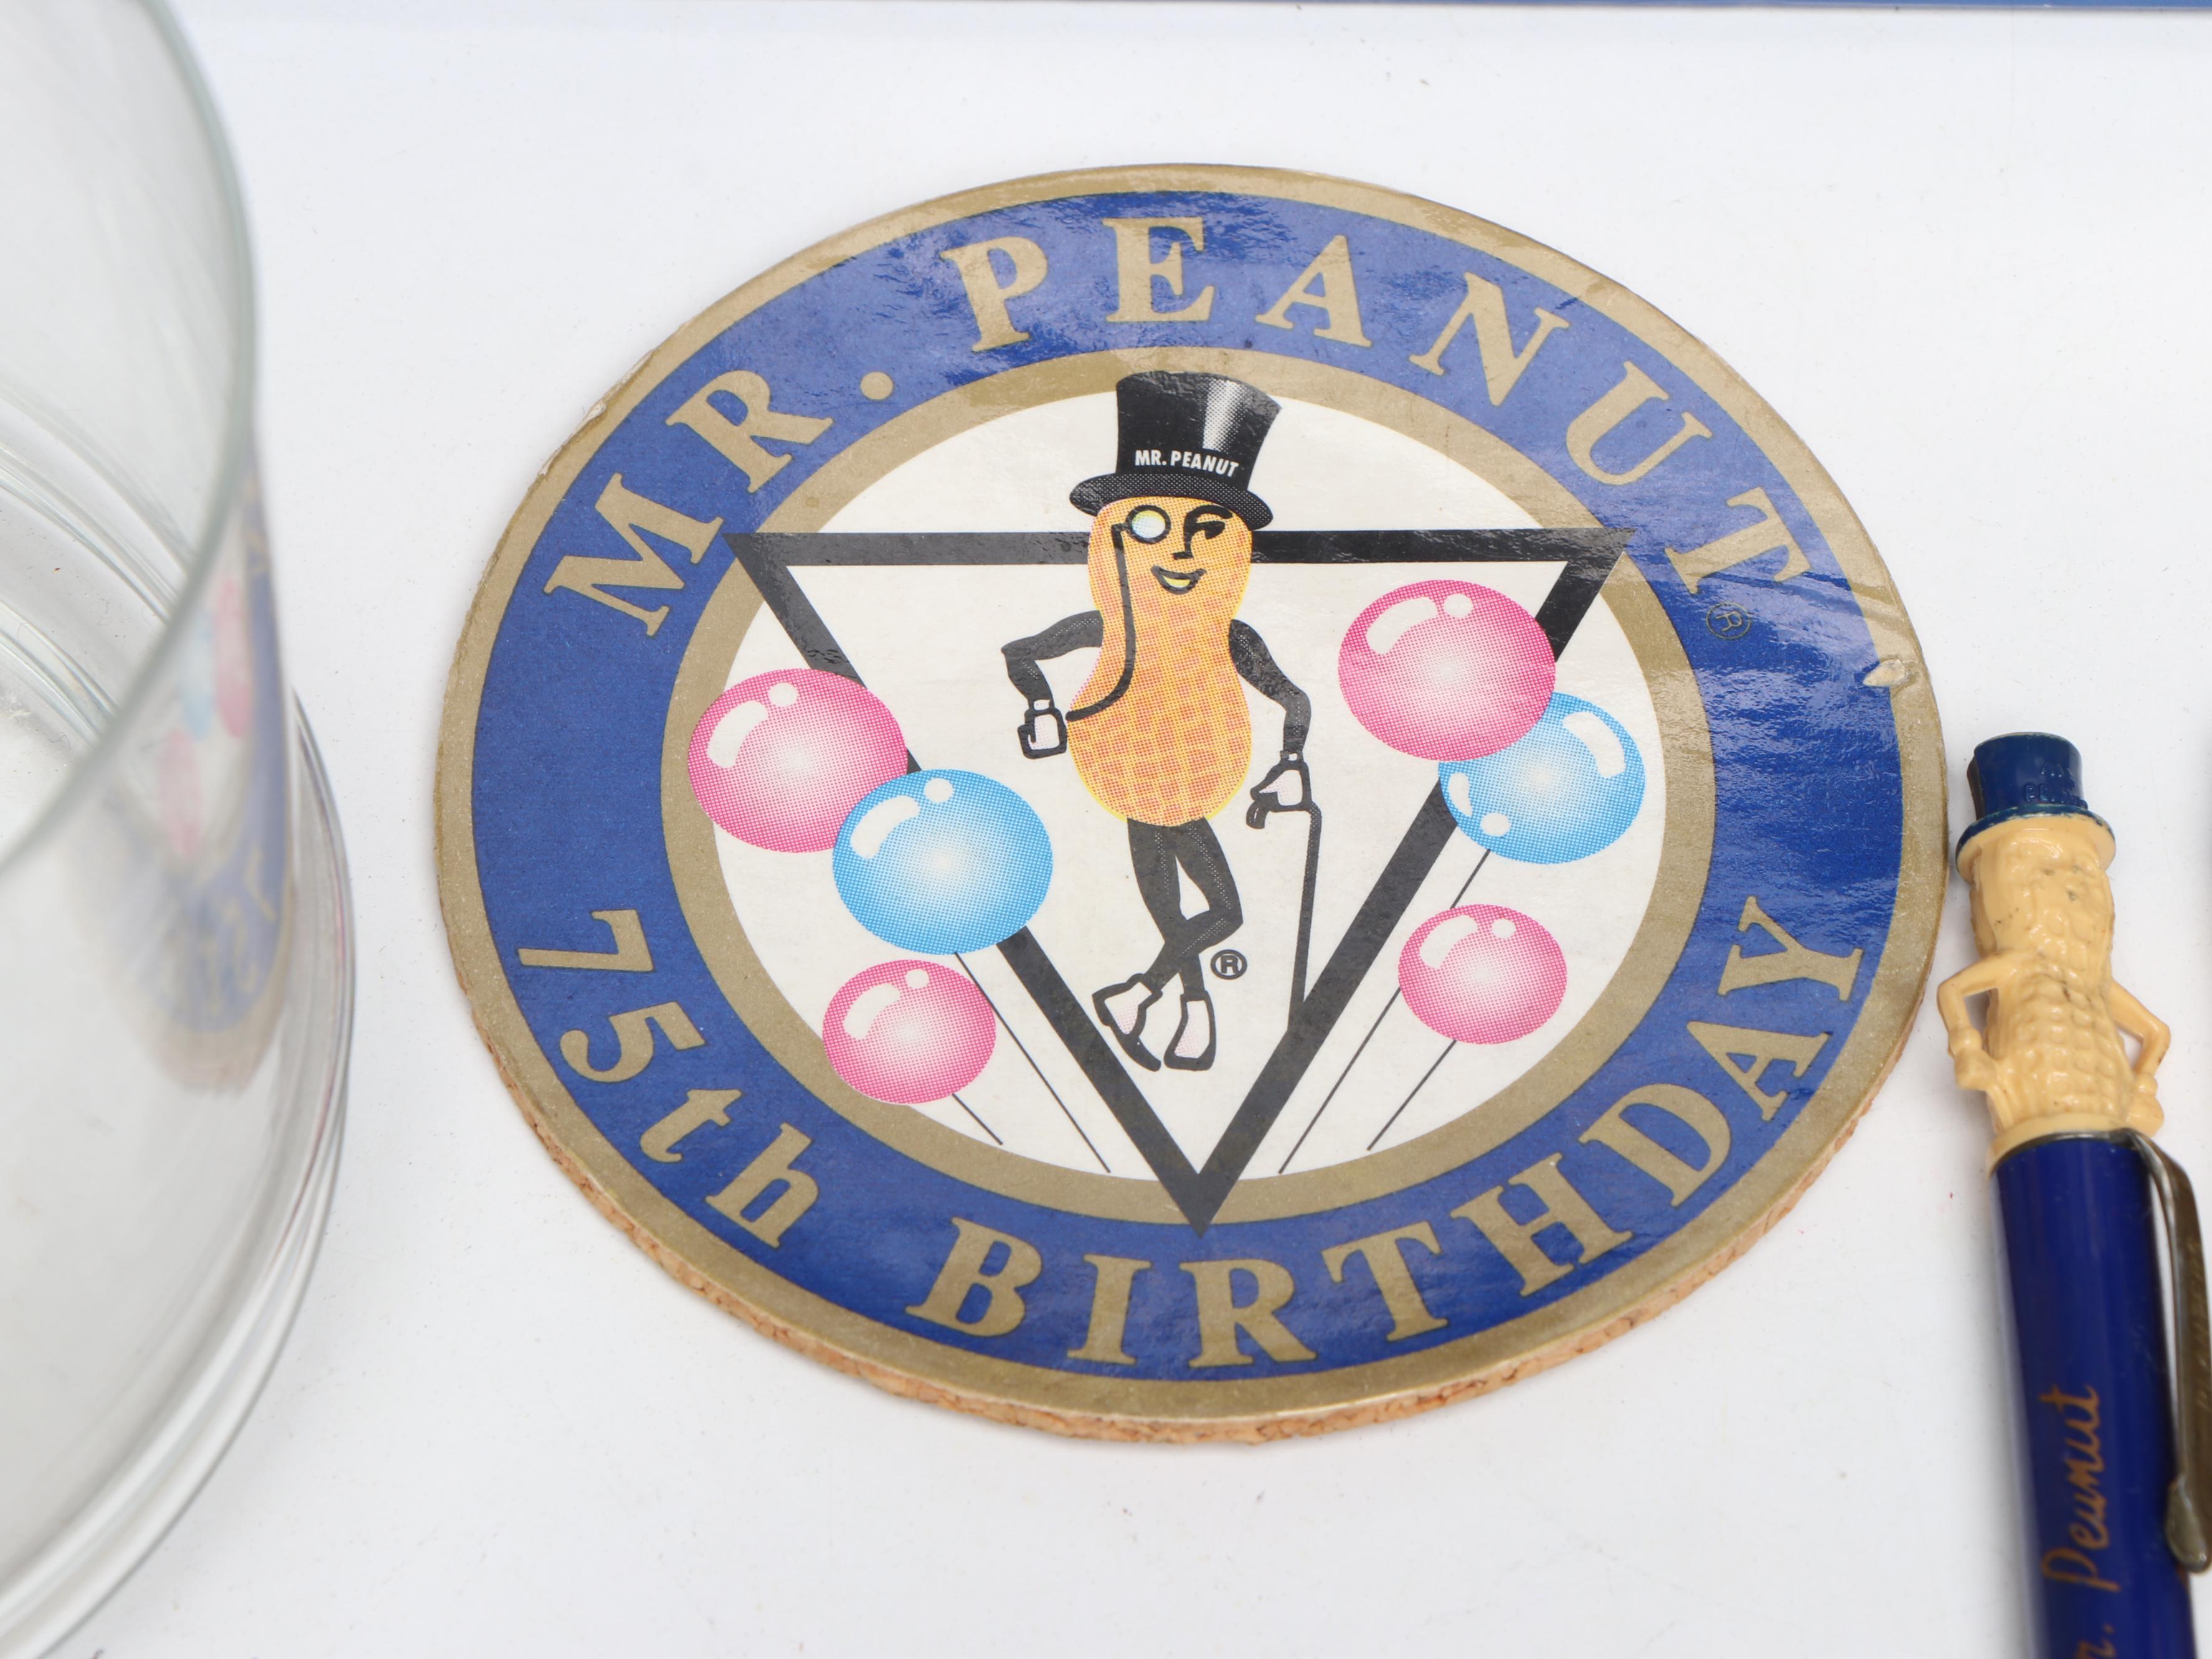 MR. PEANUT ®
MR. PEANUT
®
75th BIRTHDAY
Peanut